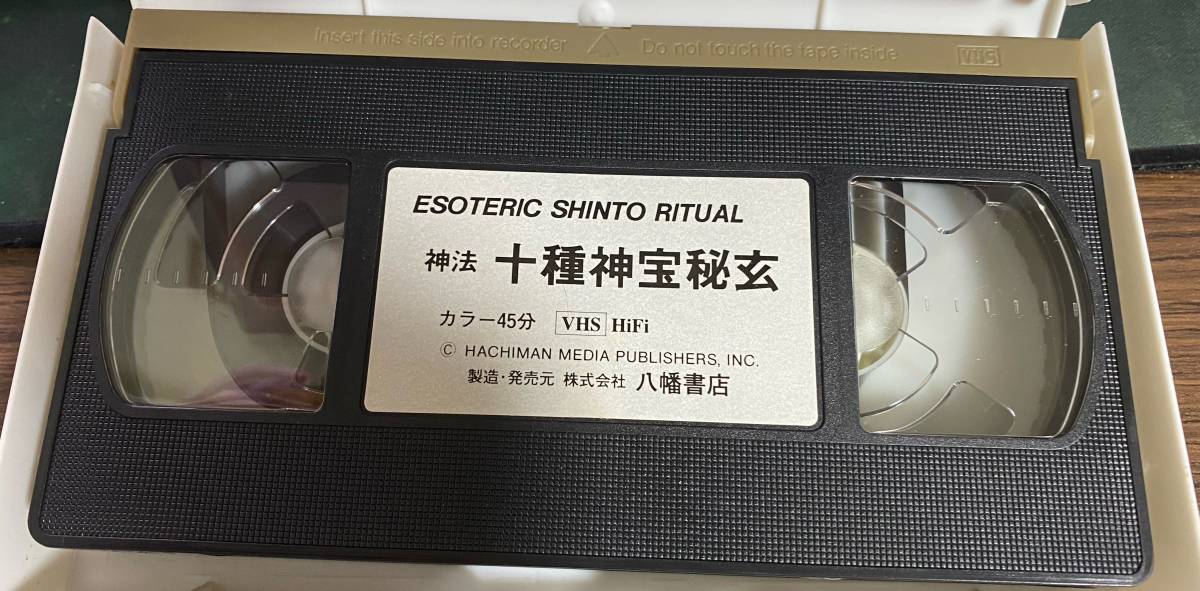 Insert this side into recorder △ Do not touch the tape inside VHS
ESOTERIC SHINTO RITUAL
神法 十種神宝秘玄
カラー45分 VHS HiFi
© HACHIMAN MEDIA PUBLISHERS, INC.
製造・発売元 株式会社 八幡書店